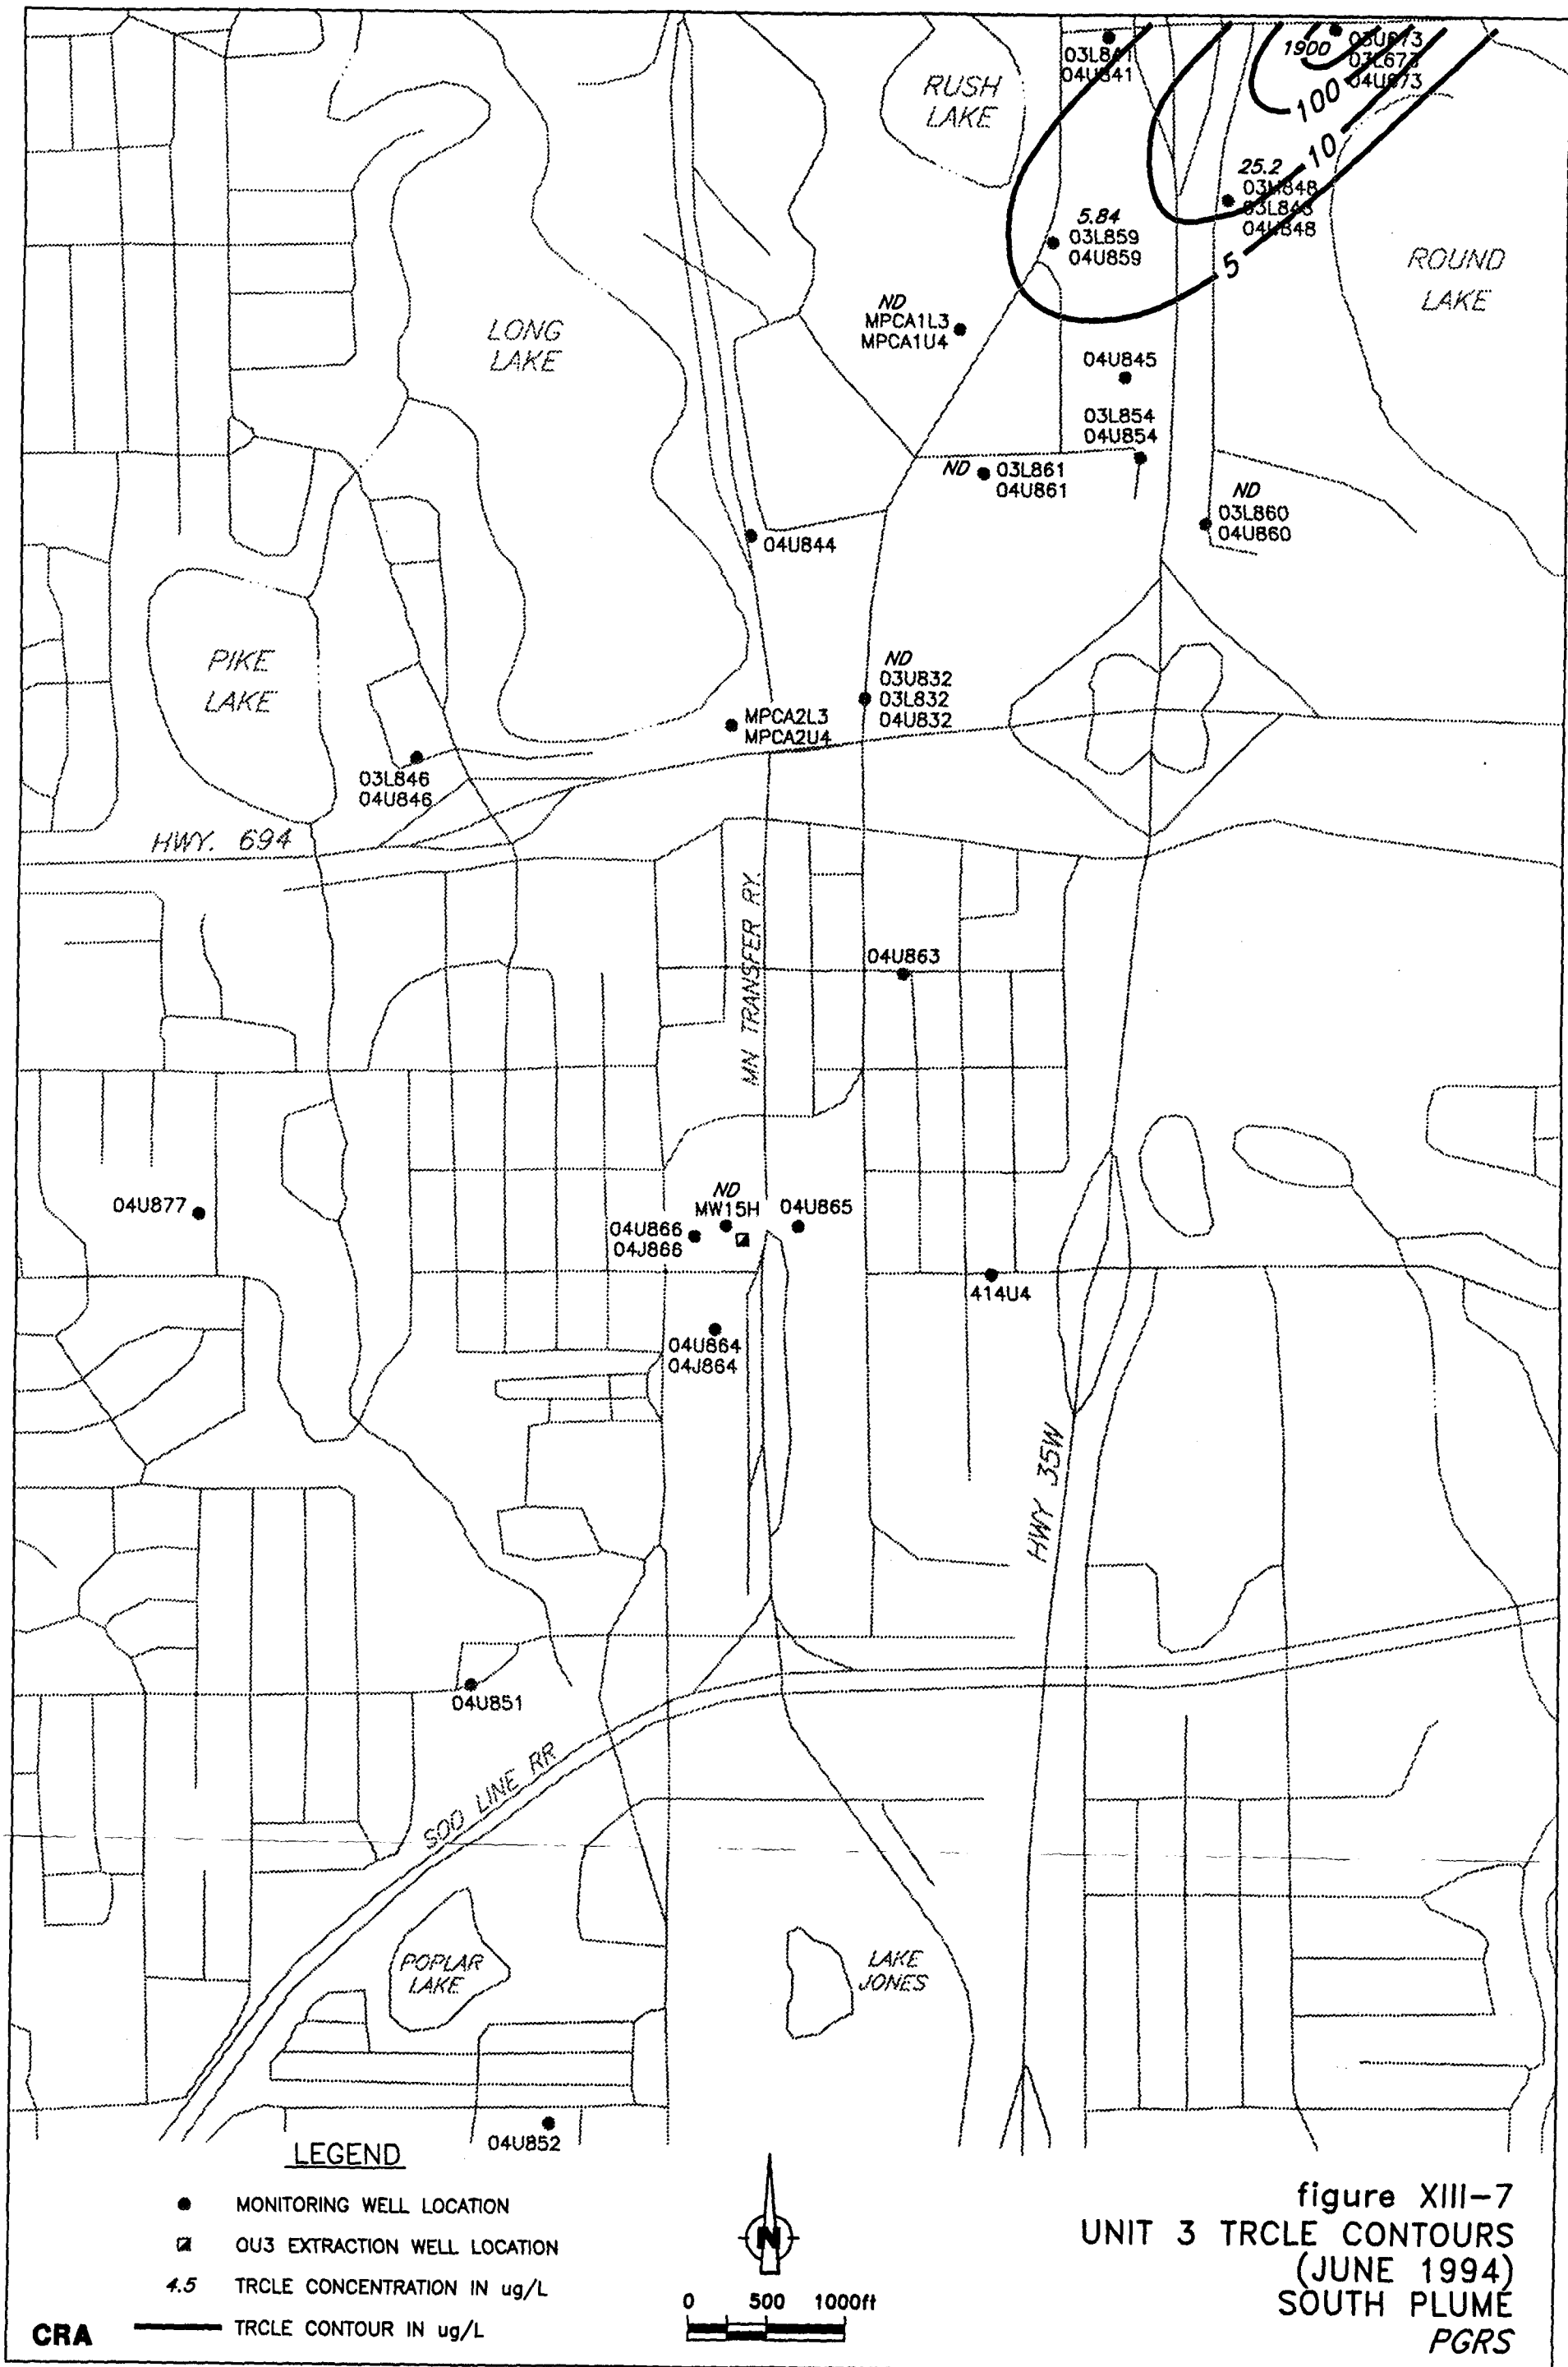 1900
03U673
03L673
04U673
03L841
04U841
RUSH
LAKE
100
10
25.2
03M848
03L848
04U848
5.84
03L859
04U859
5
ROUND
LAKE
ND
MPCA1L3
MPCA1U4
LONG
LAKE
04U845
03L854
04U854
ND
03L861
04U861
ND
03L860
04U860
04U844
PIKE
LAKE
ND
03U832
03L832
04U832
MPCA2L3
MPCA2U4
03L846
04U846
HWY. 694
MN TRANSFER RY.
04U863
04U877
ND
MW15H
04U865
04U866
04J866
414U4
04U864
04J864
HWY 35W
04U851
SOO LINE RR
POPLAR
LAKE
LAKE
JONES
04U852
LEGEND
MONITORING WELL LOCATION
OU3 EXTRACTION WELL LOCATION
4.5 TRCLE CONCENTRATION IN ug/L
TRCLE CONTOUR IN ug/L
CRA
N
0 500 1000ft
figure XIII-7
UNIT 3 TRCLE CONTOURS
(JUNE 1994)
SOUTH PLUME
PGRS